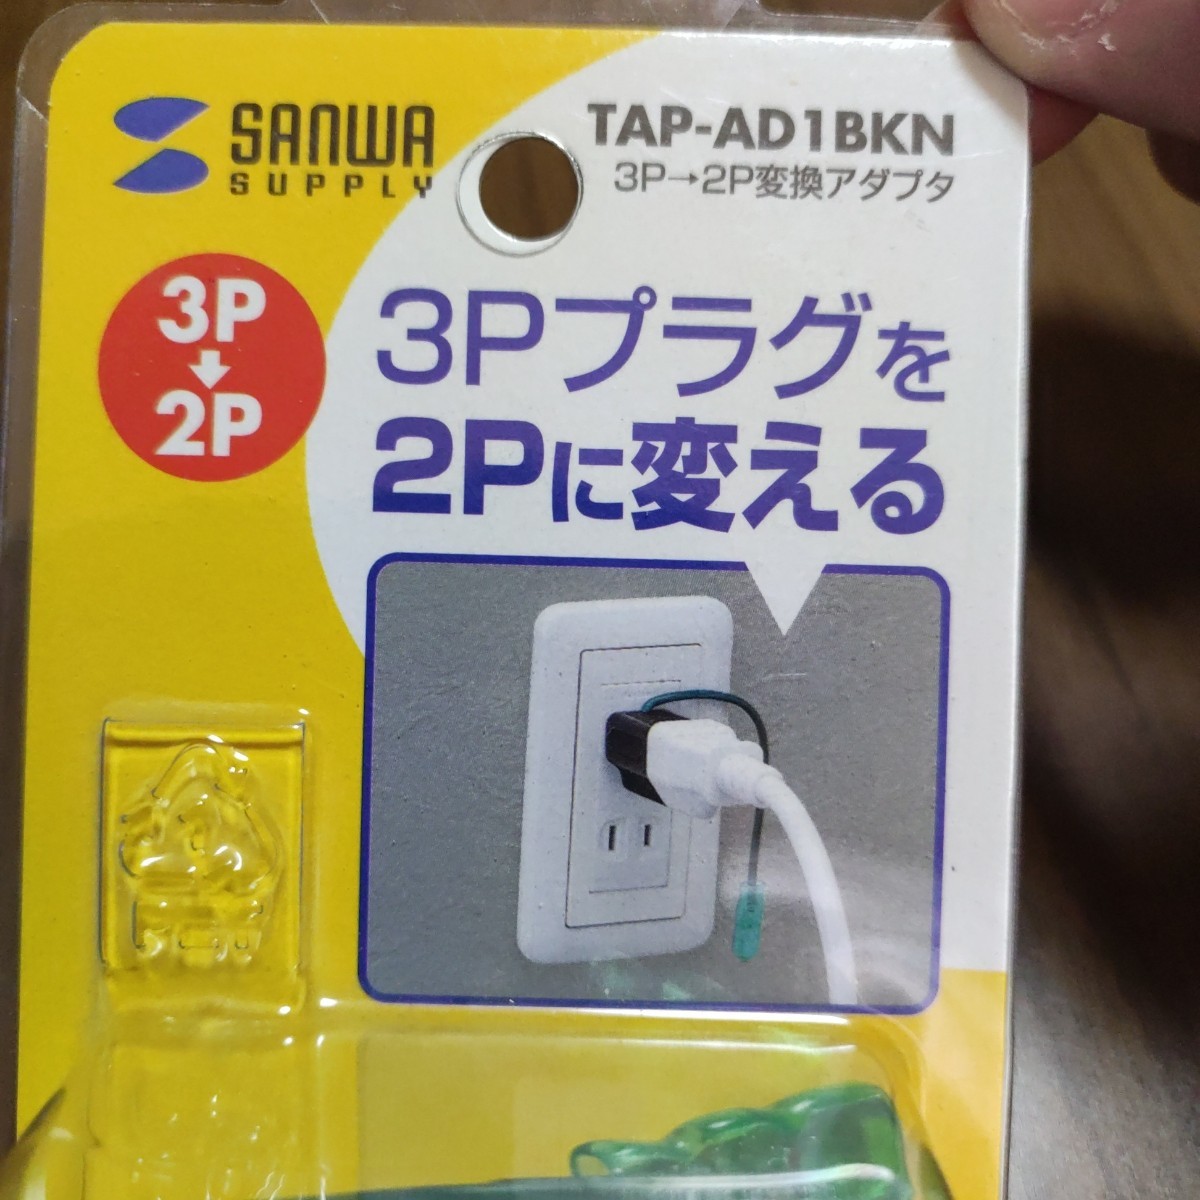 SANWA
SUPPLY
TAP-AD1BKN
3P→2P変換アダプタ
3P
↓
2P
3Pプラグを
2Pに変える
PET